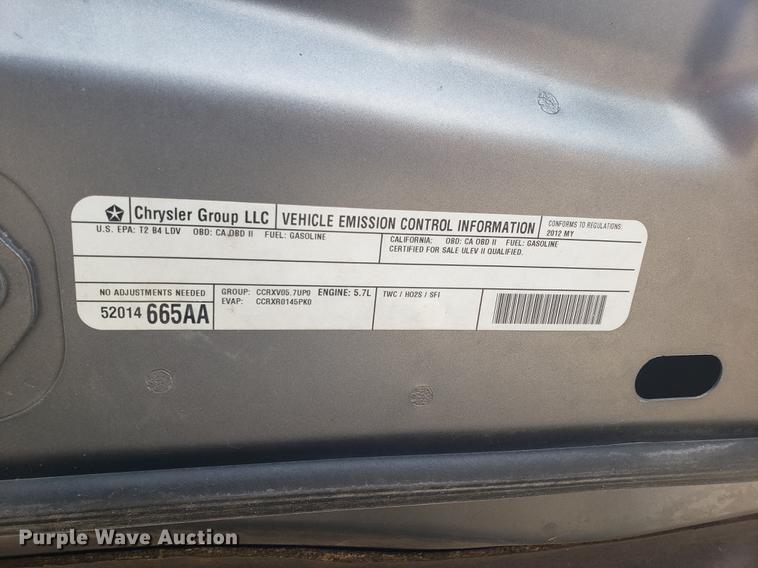 Chrysler Group LLC VEHICLE EMISSION CONTROL INFORMATION CONFORMS TO REGULATIONS:
2012 MY
U.S. EPA: T2 B4 LDV OBD: CA OBD II FUEL: GASOLINE
CALIFORNIA: OBD: CA OBD II FUEL: GASOLINE
CERTIFIED FOR SALE ULEV II QUALIFIED.
NO ADJUSTMENTS NEEDED
52014 665AA
GROUP: CCRXV05.7UP0 ENGINE: 5.7L
EVAP: CCRXR0145PK0
TWC / HO2S / SFI
Purple Wave Auction